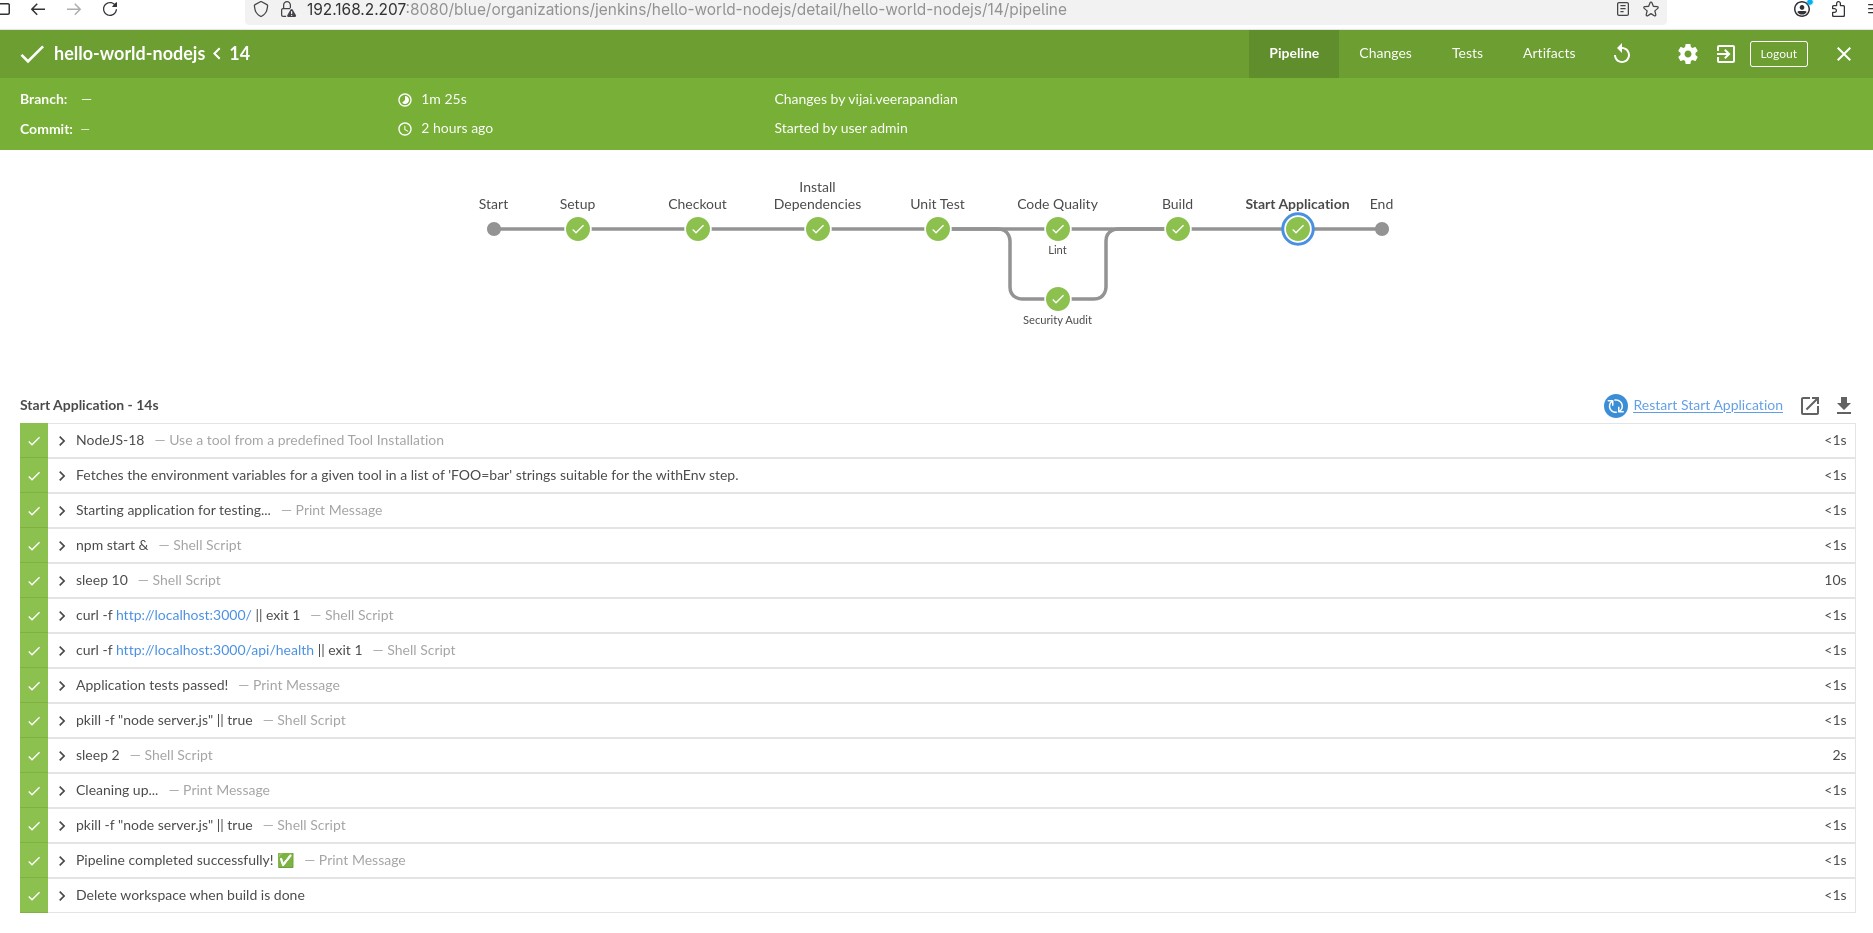 192.168.2.207:8080/blue/organizations/jenkins/hello-world-nodejs/detail/hello-world-nodejs/14/pipeline
hello-world-nodejs < 14
Pipeline Changes Tests Artifacts Logout
Branch: — 1m 25s Changes by vijai.veerapandian
Commit: — 2 hours ago Started by user admin
Install
Start Setup Checkout Dependencies Unit Test Code Quality Build Start Application End
Lint
Security Audit
Start Application - 14s Restart Start Application
NodeJS-18 — Use a tool from a predefined Tool Installation <1s
Fetches the environment variables for a given tool in a list of 'FOO=bar' strings suitable for the withEnv step. <1s
Starting application for testing... — Print Message <1s
npm start & — Shell Script <1s
sleep 10 — Shell Script 10s
curl -f http://localhost:3000/ || exit 1 — Shell Script <1s
curl -f http://localhost:3000/api/health || exit 1 — Shell Script <1s
Application tests passed! — Print Message <1s
pkill -f "node server.js" || true — Shell Script <1s
sleep 2 — Shell Script 2s
Cleaning up... — Print Message <1s
pkill -f "node server.js" || true — Shell Script <1s
Pipeline completed successfully! ✅ — Print Message <1s
Delete workspace when build is done <1s